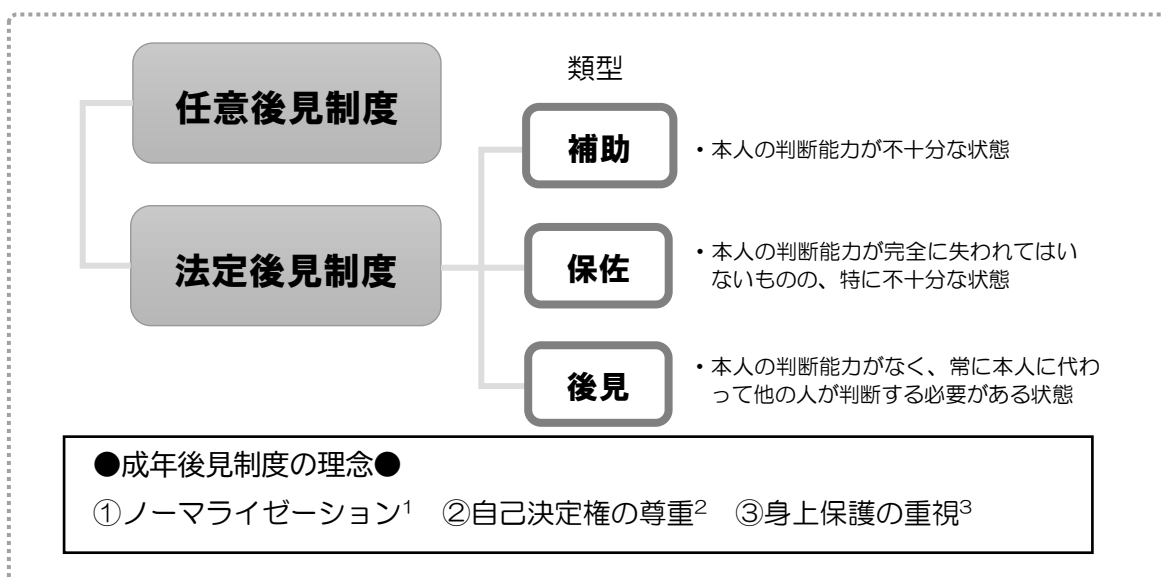 任意後見制度
類型
補助
・本人の判断能力が不十分な状態
法定後見制度
保佐
・本人の判断能力が完全に失われてはい
ないものの、特に不十分な状態
後見
・本人の判断能力がなく、常に本人に代わ
って他の人が判断する必要がある状態
●成年後見制度の理念●
①ノーマライゼーション¹ ②自己決定権の尊重² ③身上保護の重視³